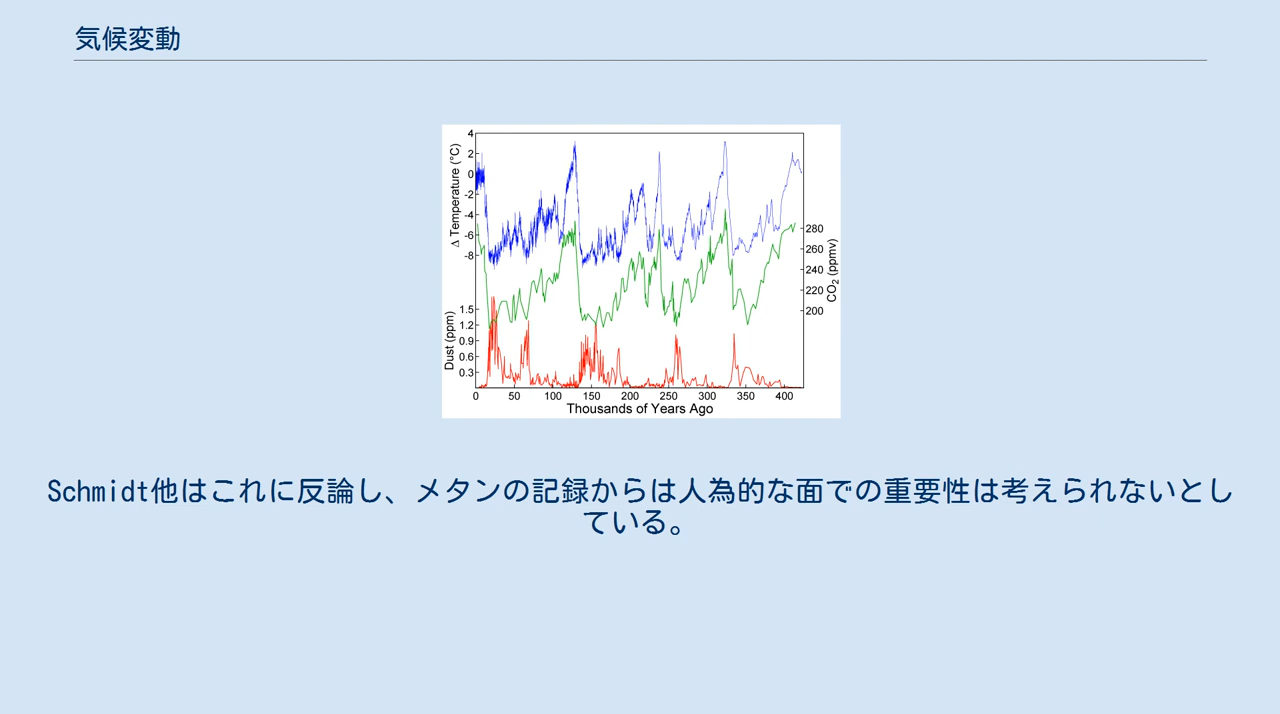 気候変動
4
2
0
-2
-4
-6
-8
Δ Temperature (°C)
280
260
240
220
200
CO2 (ppmv)
1.5
1.2
0.9
0.6
0.3
Dust (ppm)
0 50 100 150 200 250 300 350 400
Thousands of Years Ago
Schmidt他はこれに反論し、メタンの記録からは人為的な面での重要性は考えられないとし
ている。